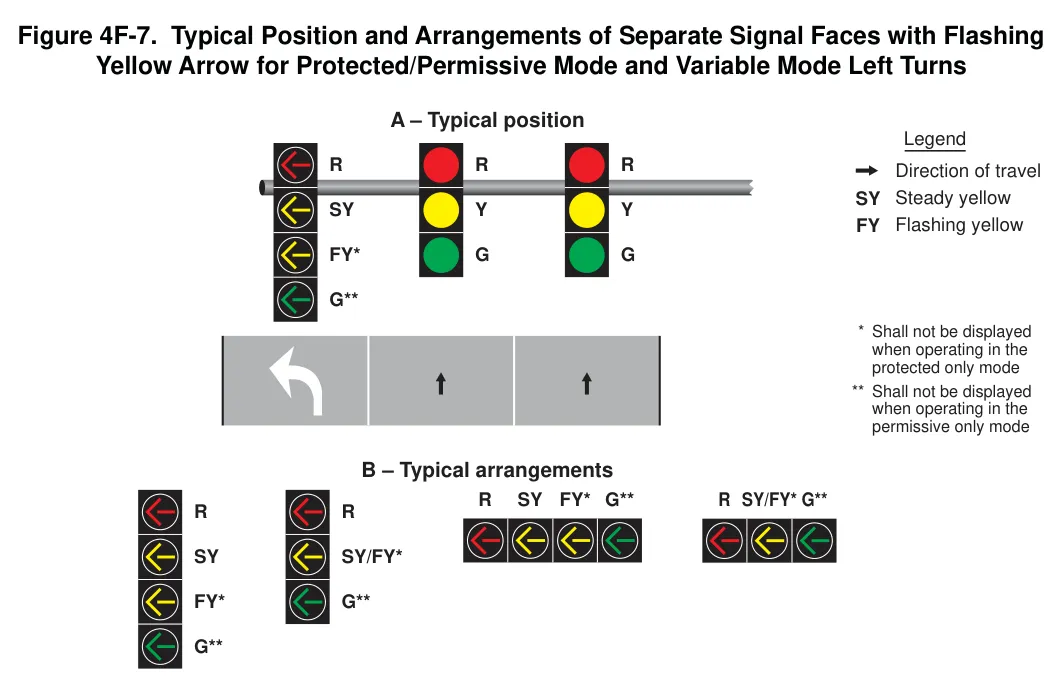 Figure 4F-7. Typical Position and Arrangements of Separate Signal Faces with Flashing
Yellow Arrow for Protected/Permissive Mode and Variable Mode Left Turns
A – Typical position
R
SY
FY*
G**
R
Y
G
R
Y
G
Legend
Direction of travel
SY Steady yellow
FY Flashing yellow
* Shall not be displayed
when operating in the
protected only mode
** Shall not be displayed
when operating in the
permissive only mode
B – Typical arrangements
R
SY
FY*
G**
R
SY/FY*
G**
R SY FY* G**
R SY/FY* G**